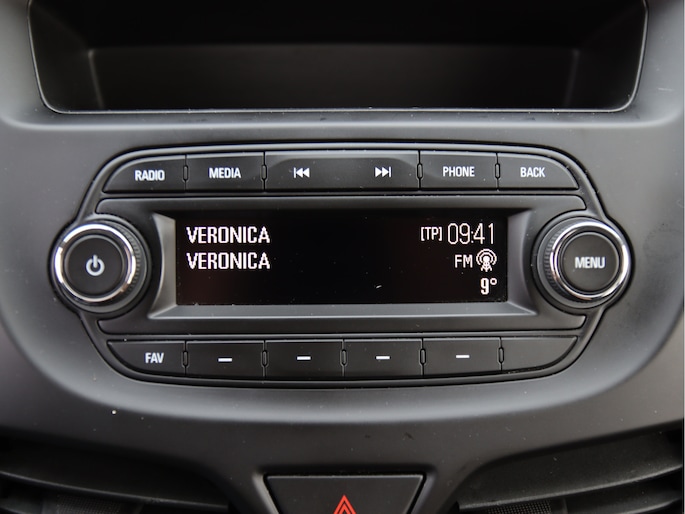 RADIO MEDIA PHONE BACK
VERONICA [TP] 09:41
VERONICA FM
9°
MENU
FAV